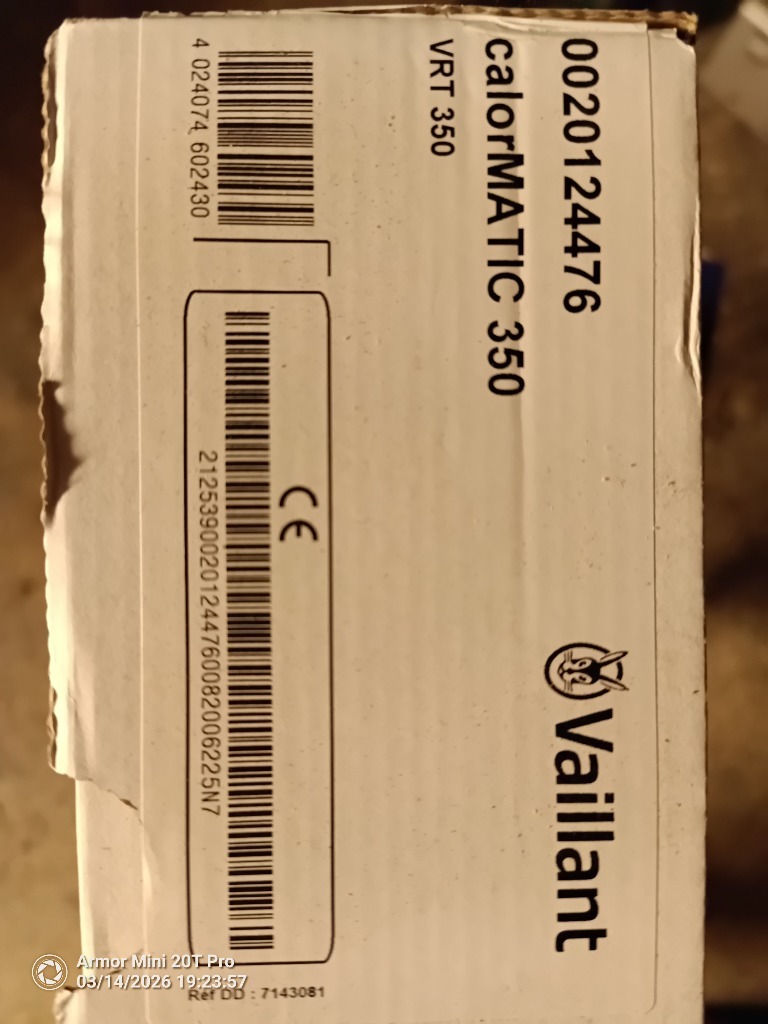 0020124476
calorMATIC 350
VRT 350
Vaillant
4 024074 602430
CE
21253900201244760082006225N7
Ref DD : 7143081
Armor Mini 20T Pro
03/14/2026 19:23:57